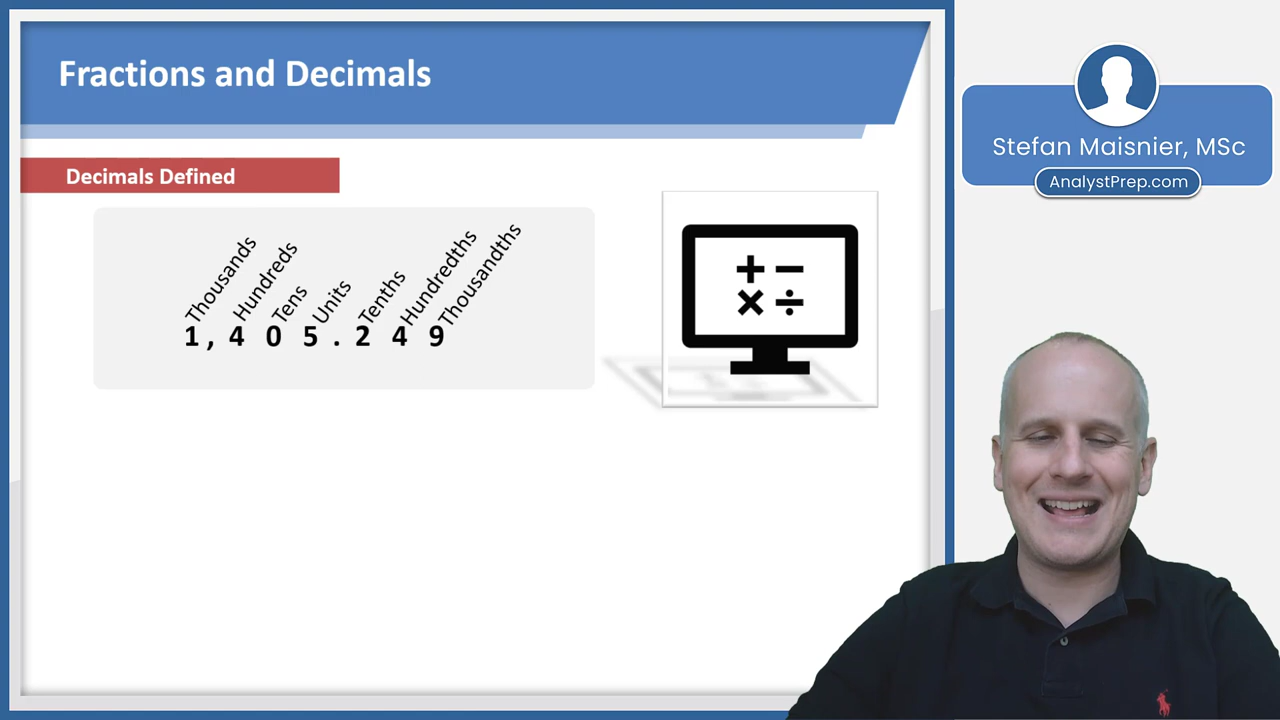 Fractions and Decimals
Decimals Defined
Thousands
Hundreds
Tens
Units
Tenths
Hundredths
Thousandths
1,405.249
+ −
× ÷
Stefan Maisnier, MSc
AnalystPrep.com